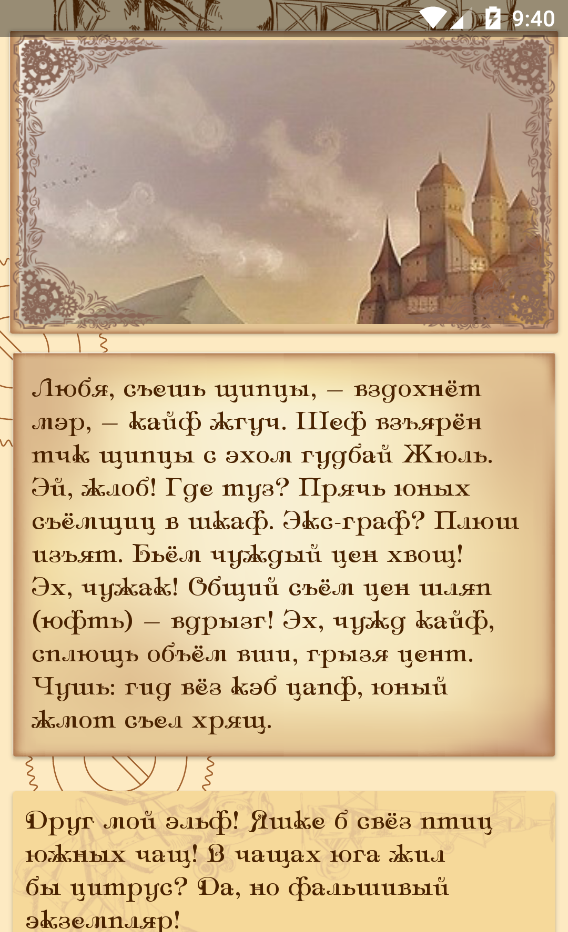 9:40
Любя, съешь щипцы, — вздохнёт
мэр, — кайф жгуч. Шеф взъярён
тчк щипцы с эхом гудбай Жюль.
Эй, жлоб! Где туз? Прячь юных
съёмщиц в шкаф. Экс-граф? Плюш
изъят. Бьём чуждый цен хвощ!
Эх, чужак! Общий съём цен шляп
(юфть) — вдрызг! Эх, чужд кайф,
сплющь объём вши, грызя цент.
Чушь: гид вёз кэб цапф, юный
жмот съел хрящ.
Друг мой эльф! Яшке б свёз птиц
южных чащ! В чащах юга жил
бы цитрус? Да, но фальшивый
экземпляр!